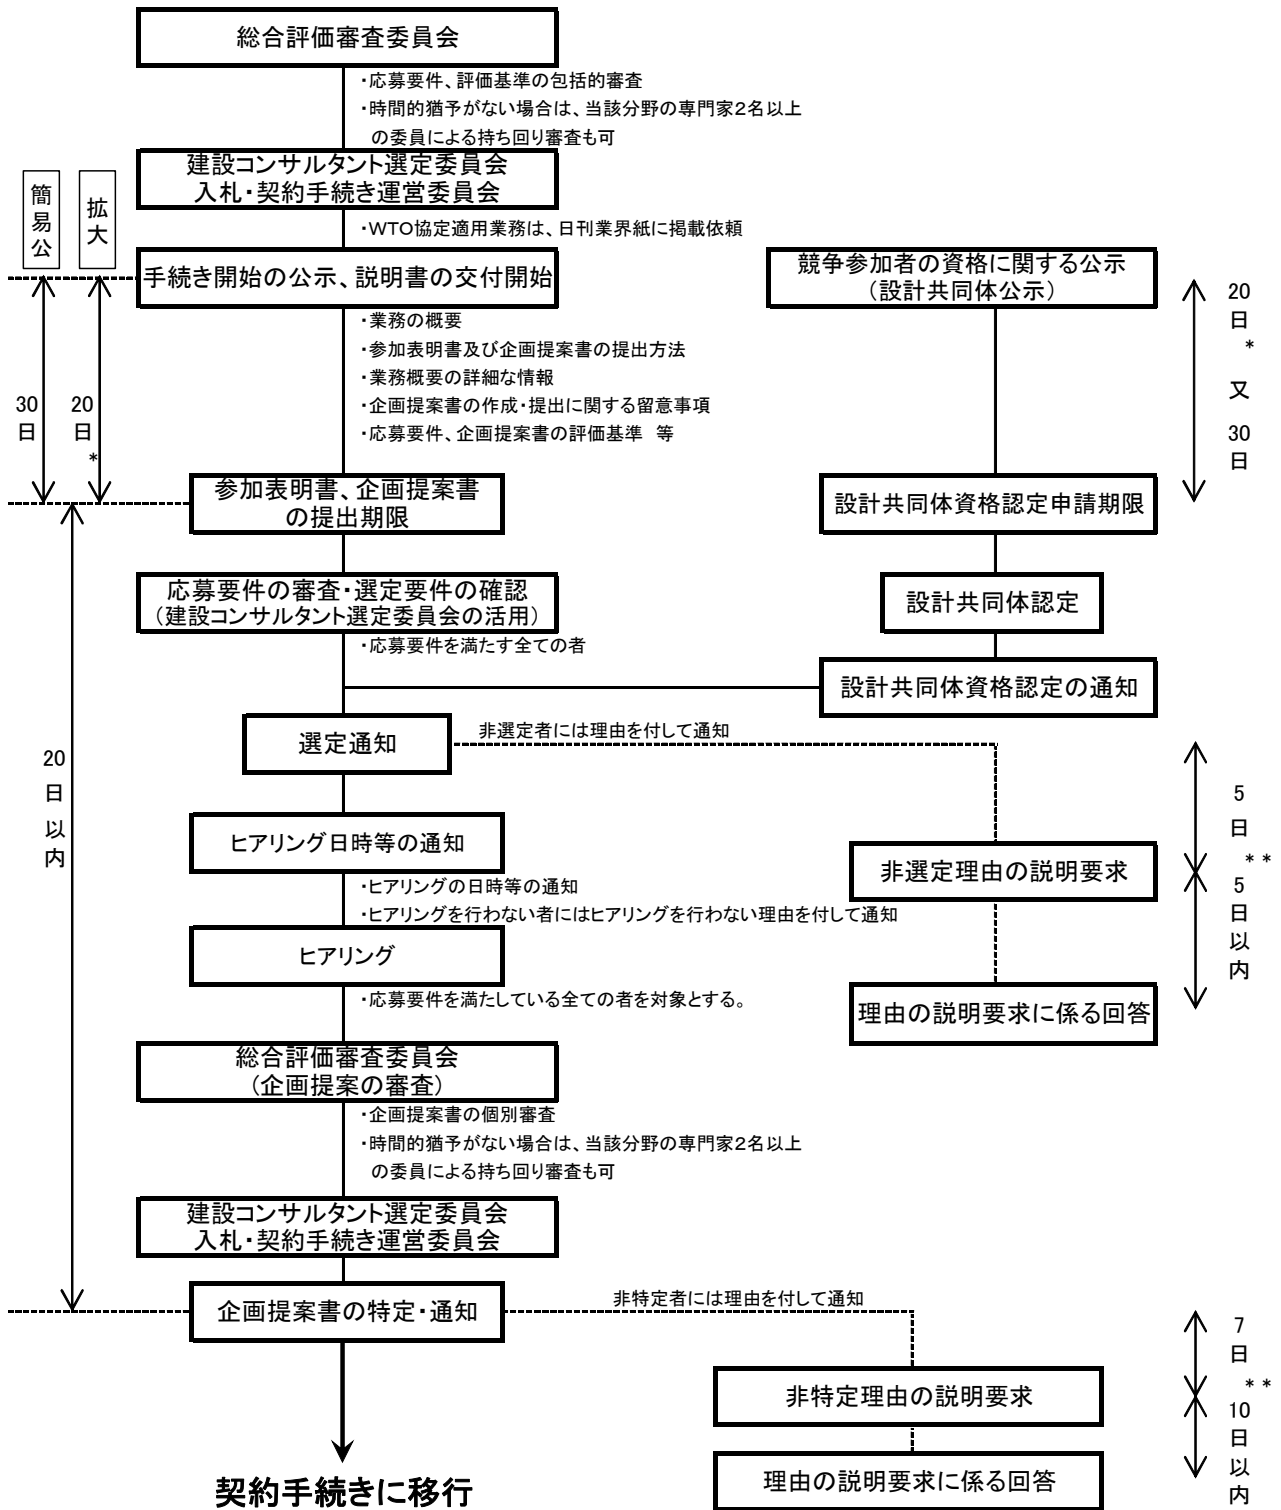 総合評価審査委員会
・応募要件、評価基準の包括的審査
・時間的猶予がない場合は、当該分野の専門家2名以上
の委員による持ち回り審査も可
建設コンサルタント選定委員会
入札・契約手続き運営委員会
簡易公
拡大
・WTO協定適用業務は、日刊業界紙に掲載依頼
手続き開始の公示、説明書の交付開始
競争参加者の資格に関する公示
(設計共同体公示)
・業務の概要
・参加表明書及び企画提案書の提出方法
・業務概要の詳細な情報
・企画提案書の作成・提出に関する留意事項
・応募要件、企画提案書の評価基準　等
30日
20日*
20日* 又 30日
参加表明書、企画提案書
の提出期限
設計共同体資格認定申請期限
応募要件の審査・選定要件の確認
(建設コンサルタント選定委員会の活用)
設計共同体認定
・応募要件を満たす全ての者
設計共同体資格認定の通知
選定通知
非選定者には理由を付して通知
20日以内
5日**
ヒアリング日時等の通知
非選定理由の説明要求
・ヒアリングの日時等の通知
・ヒアリングを行わない者にはヒアリングを行わない理由を付して通知
5日以内
ヒアリング
・応募要件を満たしている全ての者を対象とする。
理由の説明要求に係る回答
総合評価審査委員会
(企画提案の審査)
・企画提案書の個別審査
・時間的猶予がない場合は、当該分野の専門家2名以上
の委員による持ち回り審査も可
建設コンサルタント選定委員会
入札・契約手続き運営委員会
企画提案書の特定・通知
非特定者には理由を付して通知
7日**
非特定理由の説明要求
10日以内
理由の説明要求に係る回答
契約手続きに移行